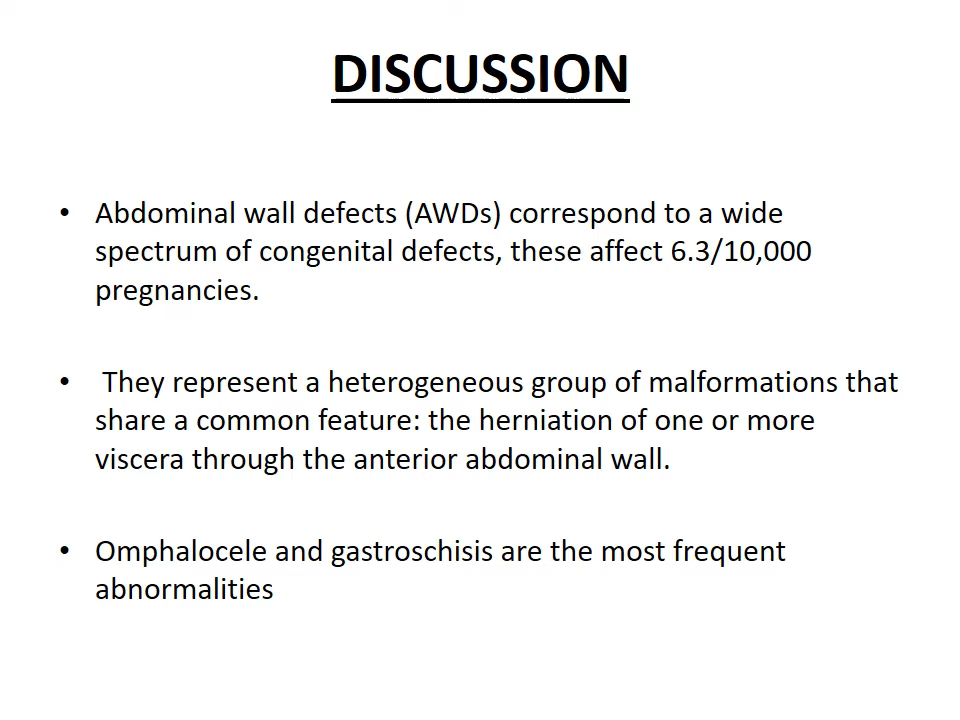 DISCUSSION
• Abdominal wall defects (AWDs) correspond to a wide
spectrum of congenital defects, these affect 6.3/10,000
pregnancies.
• They represent a heterogeneous group of malformations that
share a common feature: the herniation of one or more
viscera through the anterior abdominal wall.
• Omphalocele and gastroschisis are the most frequent
abnormalities